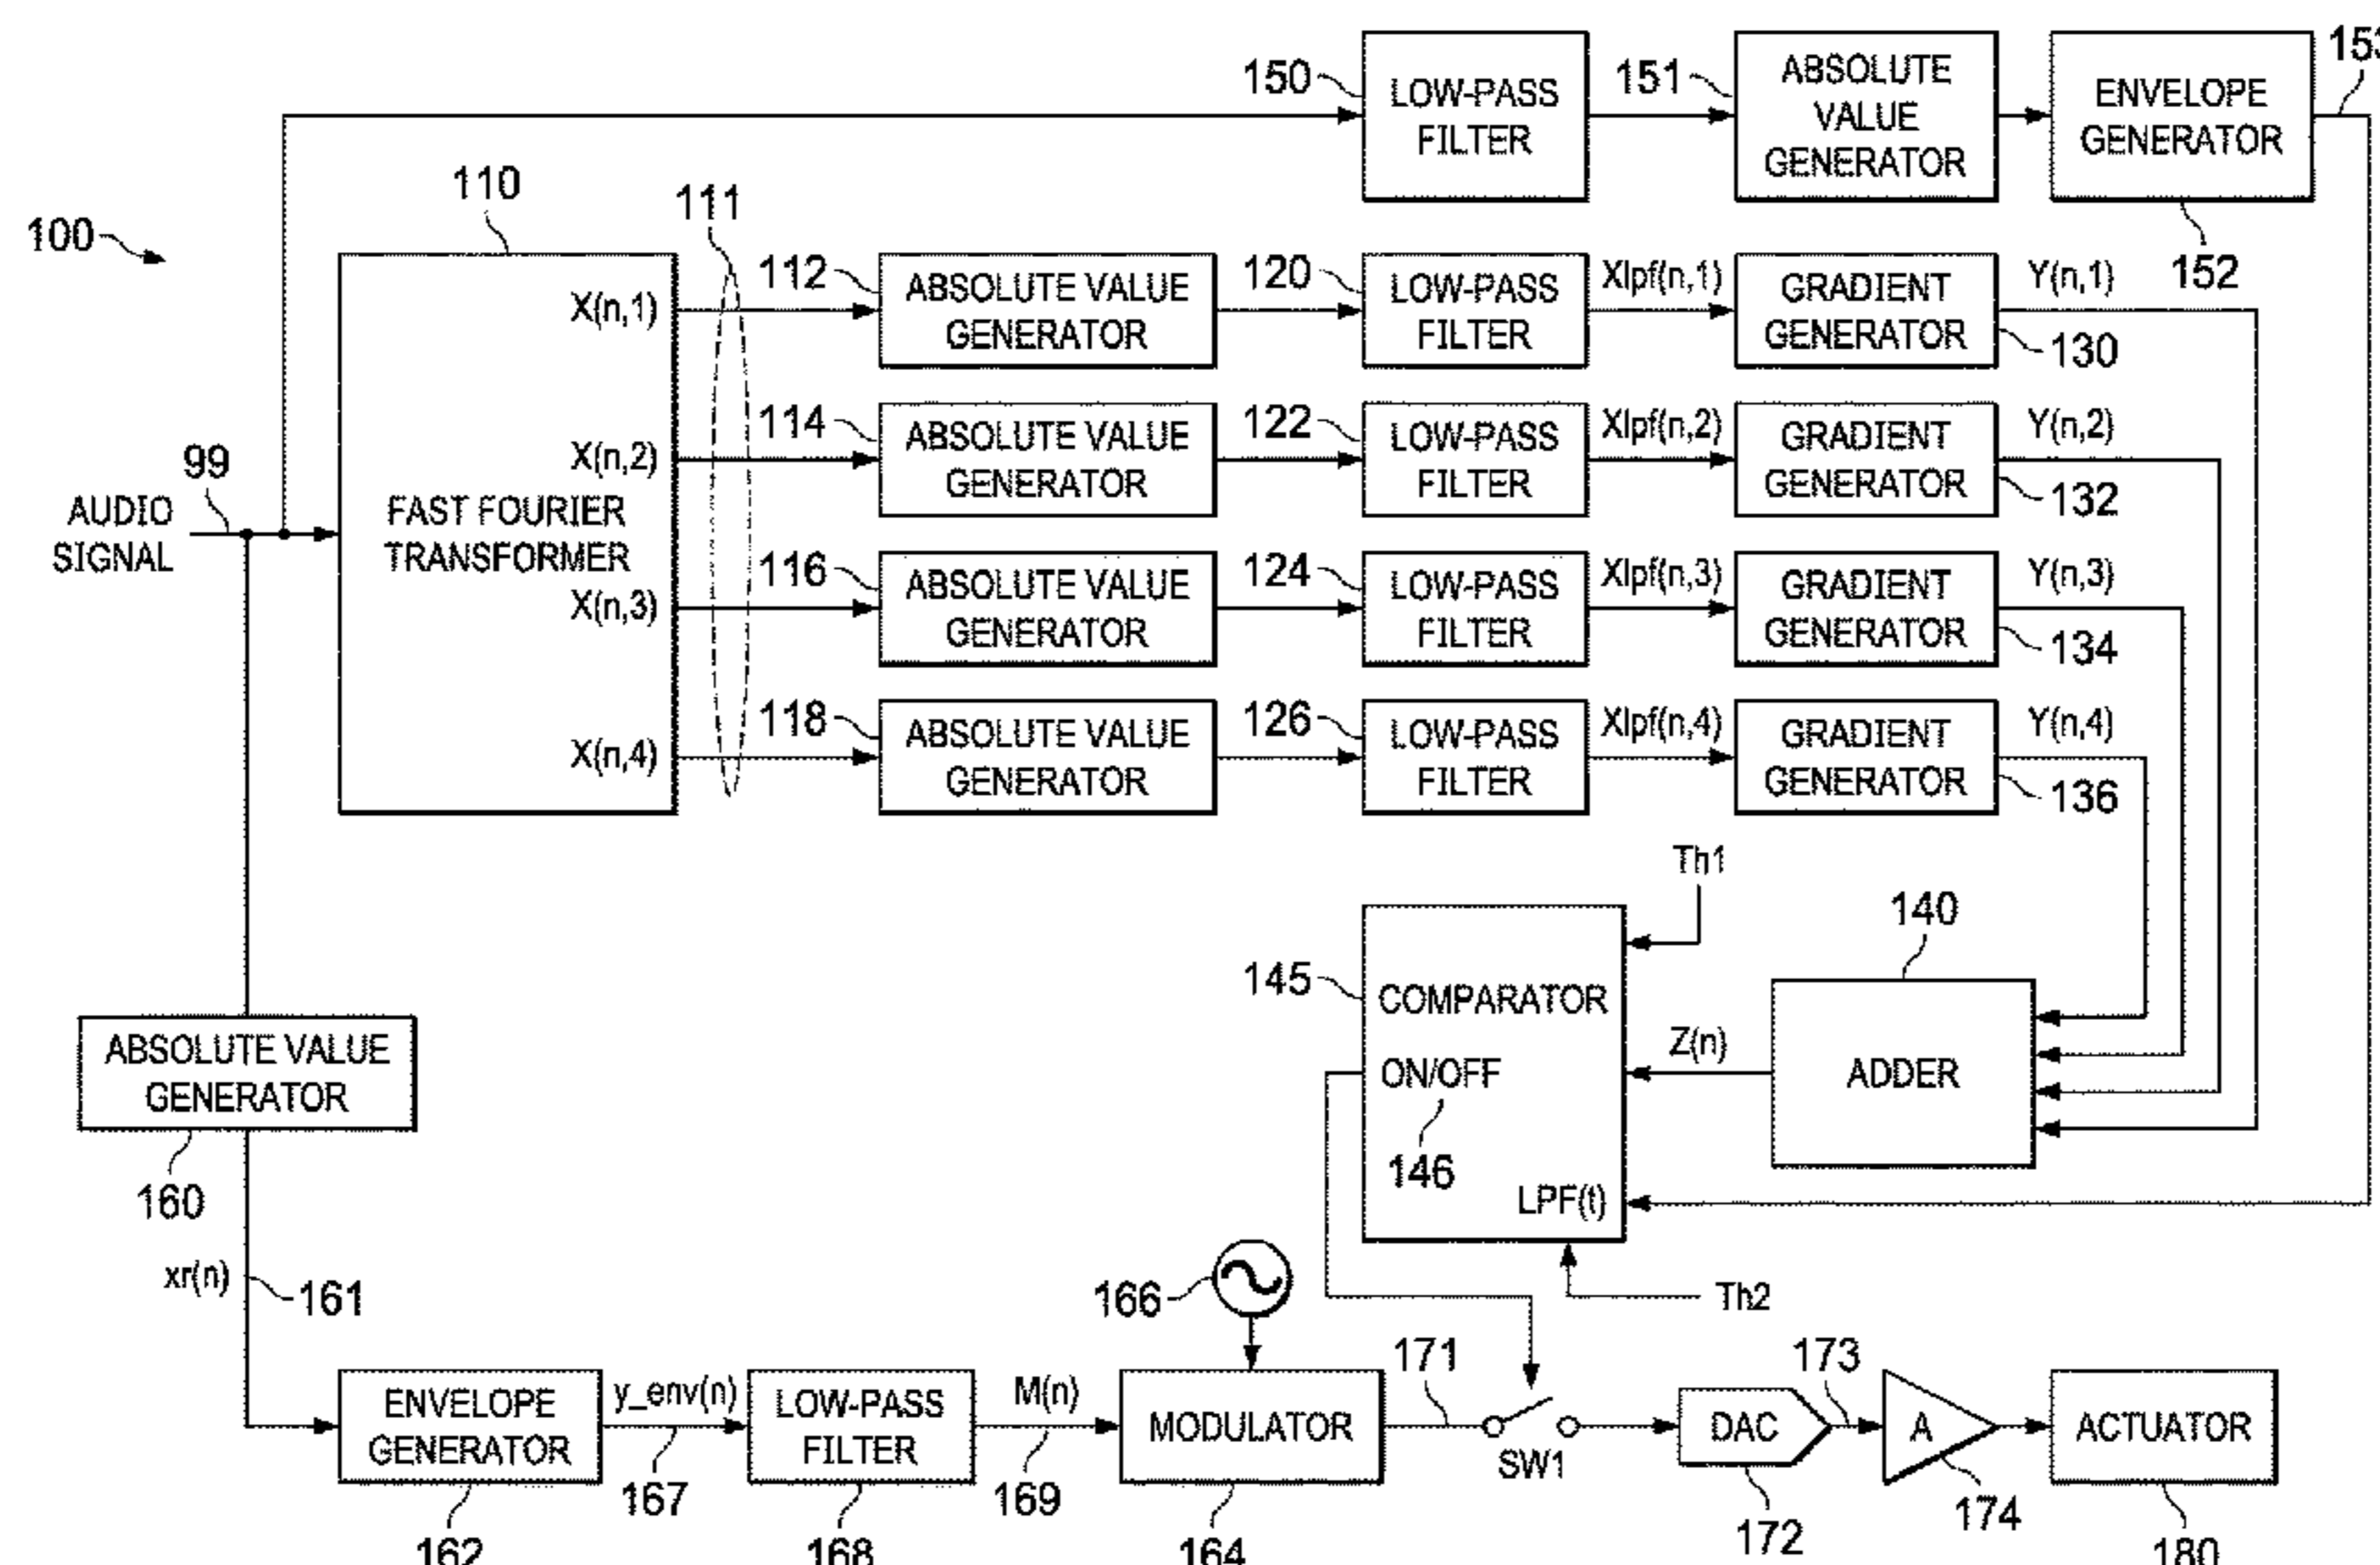 150
LOW-PASS
FILTER
151
ABSOLUTE
VALUE
GENERATOR
ENVELOPE
GENERATOR
153
152
100
110
111
X(n,1)
112
ABSOLUTE VALUE
GENERATOR
120
LOW-PASS
FILTER
Xlpf(n,1)
GRADIENT
GENERATOR
Y(n,1)
130
X(n,2)
114
ABSOLUTE VALUE
GENERATOR
122
LOW-PASS
FILTER
Xlpf(n,2)
GRADIENT
GENERATOR
Y(n,2)
132
99
AUDIO
SIGNAL
FAST FOURIER
TRANSFORMER
X(n,3)
116
ABSOLUTE VALUE
GENERATOR
124
LOW-PASS
FILTER
Xlpf(n,3)
GRADIENT
GENERATOR
Y(n,3)
134
X(n,4)
118
ABSOLUTE VALUE
GENERATOR
126
LOW-PASS
FILTER
Xlpf(n,4)
GRADIENT
GENERATOR
Y(n,4)
136
Th1
145
COMPARATOR
ON/OFF
146
LPF(t)
Z(n)
140
ADDER
Th2
ABSOLUTE VALUE
GENERATOR
160
xr(n)
161
166
ENVELOPE
GENERATOR
162
y_env(n)
167
LOW-PASS
FILTER
168
M(n)
169
MODULATOR
164
171
SW1
DAC
172
173
A
174
ACTUATOR
180